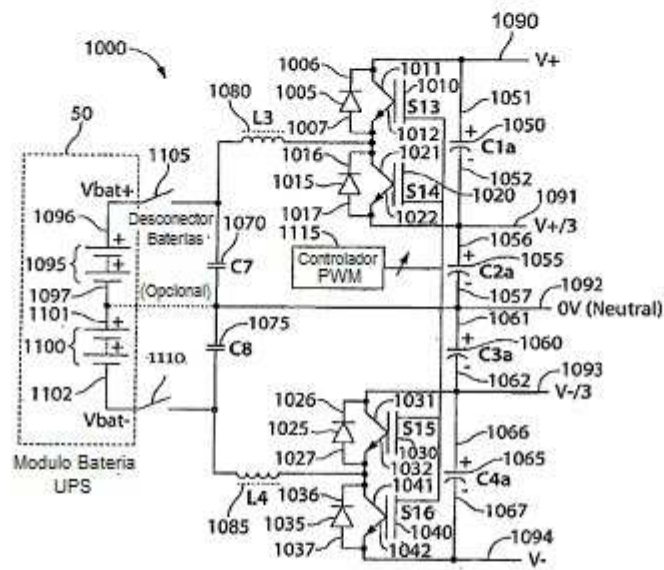 1000
50
1080
L3
1006
1005
1007
1011
1010
S13
1012
1090
V+
1051
1050
C1a
1052
1105
Vbat+
1096
Desconector
Baterias
1016
1015
1017
1021
S14
1020
1022
1091
V+/3
1095
1097
1070
C7
1115
Controlador
PWM
1056
1055
C2a
1057
1092
0V (Neutral)
(Opcional)
1101
1100
1102
1075
C8
1110
Vbat-
1061
1060
C3a
1062
1093
V-/3
1026
1025
1027
1031
S15
1030
1032
1066
1065
C4a
1067
Modulo Bateria
UPS
L4
1085
1036
1035
1037
1041
S16
1040
1042
1094
V-